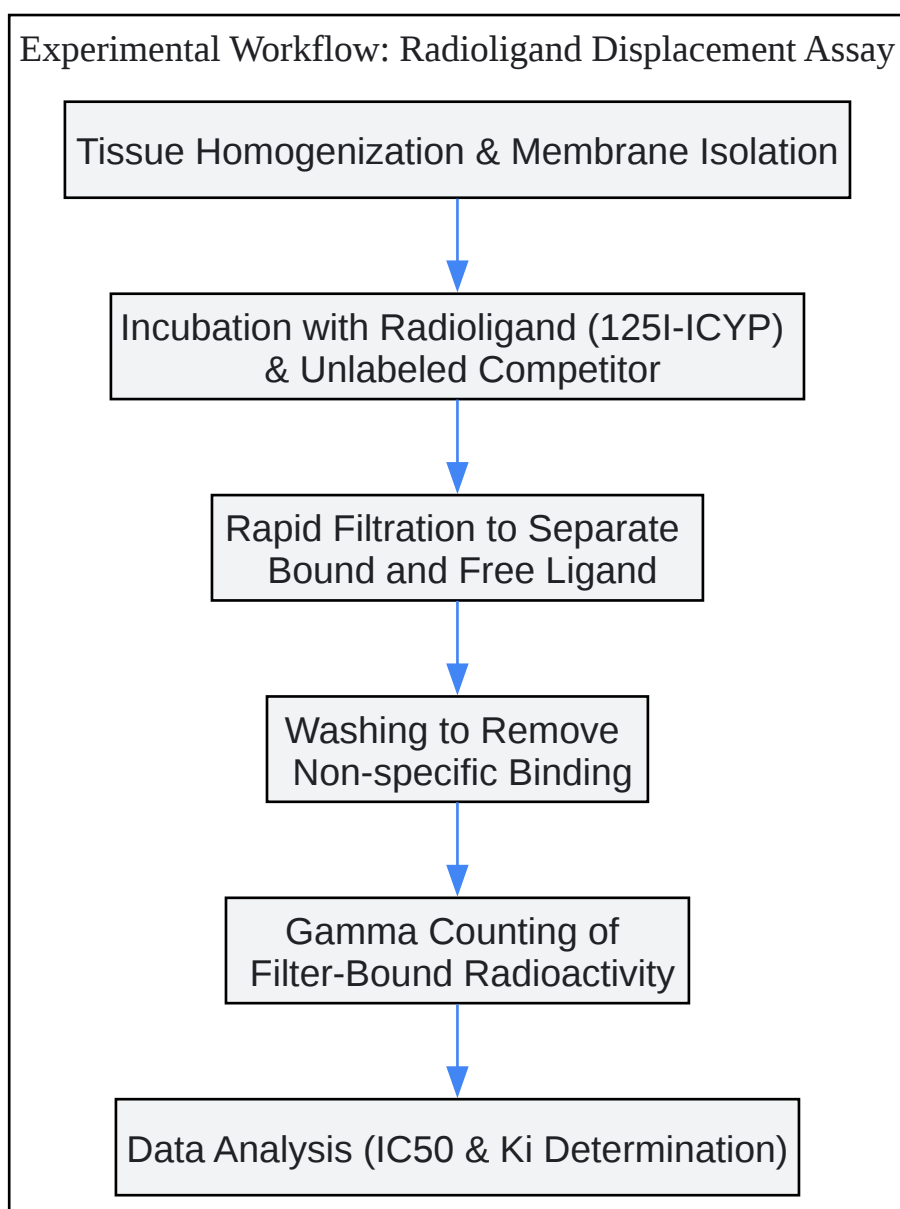 Experimental Workflow: Radioligand Displacement Assay
Tissue Homogenization & Membrane Isolation
Incubation with Radioligand (125I-ICYP)
& Unlabeled Competitor
Rapid Filtration to Separate
Bound and Free Ligand
Washing to Remove
Non-specific Binding
Gamma Counting of
Filter-Bound Radioactivity
Data Analysis (IC50 & Ki Determination)